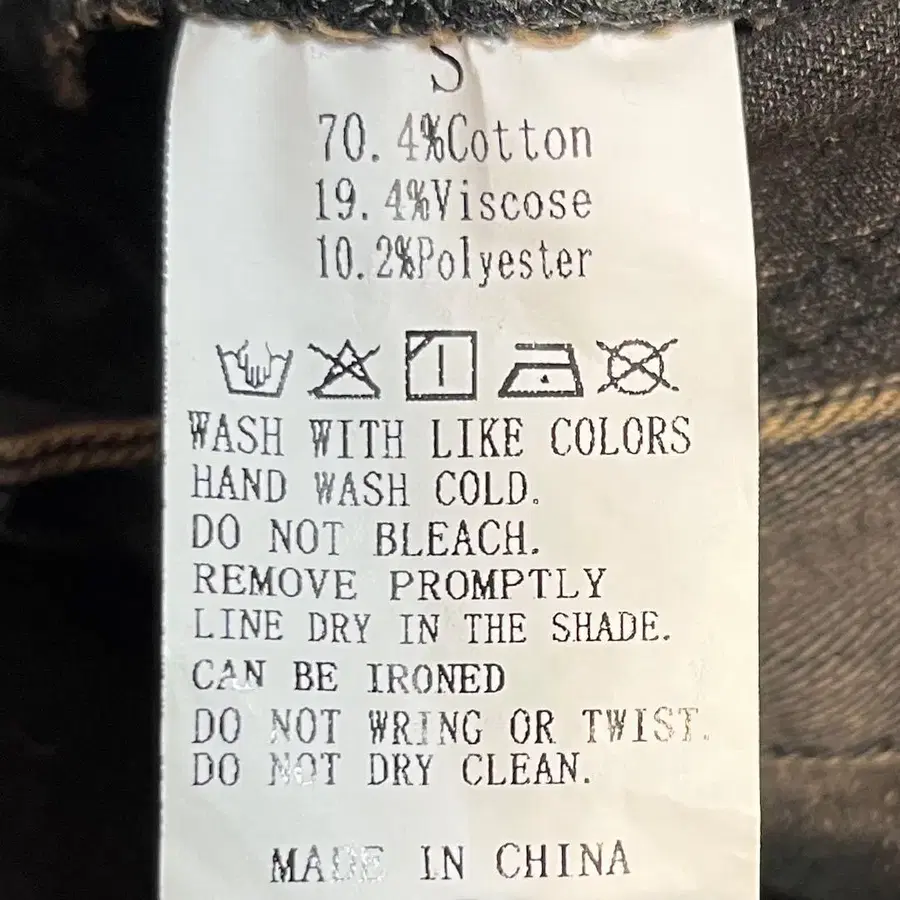 S
70.4%Cotton
19.4%Viscose
10.2%Polyester
WASH WITH LIKE COLORS
HAND WASH COLD.
DO NOT BLEACH.
REMOVE PROMPTLY
LINE DRY IN THE SHADE.
CAN BE IRONED
DO NOT WRING OR TWIST.
DO NOT DRY CLEAN.
MADE IN CHINA